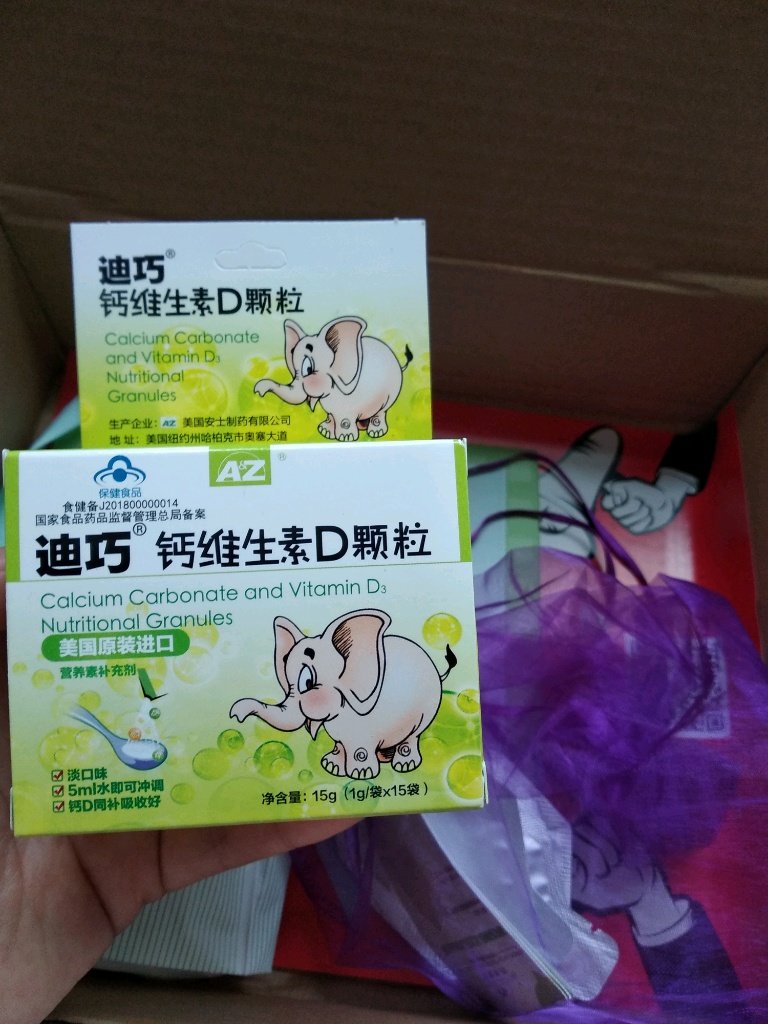 迪巧®
钙维生素D颗粒
Calcium Carbonate
and Vitamin D₃
Nutritional
Granules
生产企业：A&Z 美国安士制药有限公司
地 址：美国纽约州哈柏克市奥塞大道
A&Z®
保健食品
食健备J201800000014
国家食品药品监督管理总局备案
迪巧® 钙维生素D颗粒
Calcium Carbonate and Vitamin D₃
Nutritional Granules
美国原装进口
营养素补充剂
淡口味
5ml水即可冲调
钙D同补吸收好
净含量：15g（1g/袋x15袋）